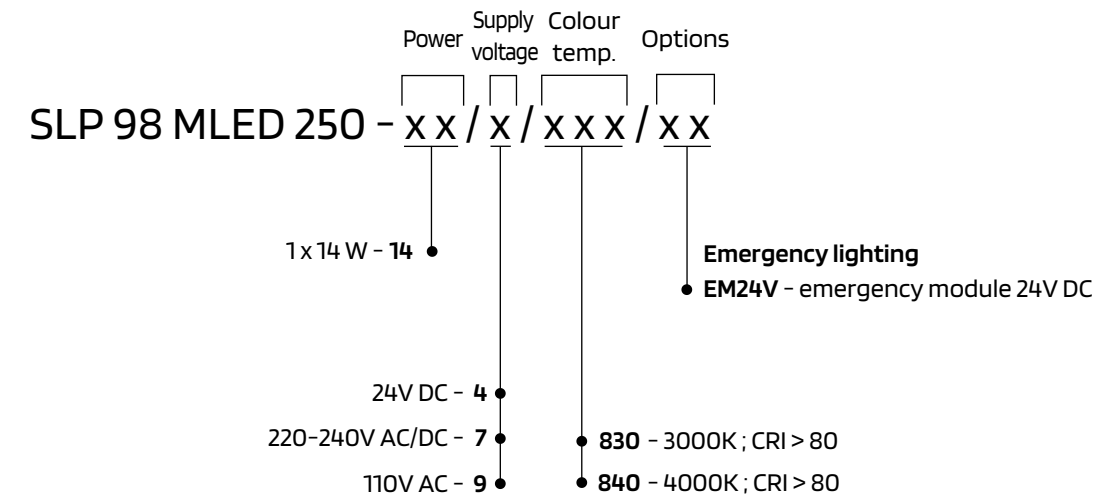 Power
Supply
voltage
Colour
temp.
Options
SLP 98 MLED 250 - x x / x / x x x / x x
1 x 14 W - 14
Emergency lighting
EM24V - emergency module 24V DC
24V DC - 4
220-240V AC/DC - 7
830 - 3000K ; CRI > 80
110V AC - 9
840 - 4000K ; CRI > 80